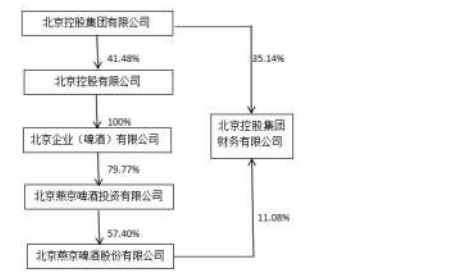 北京控股集团有限公司
41.48%
35.14%
北京控股有限公司
100%
北京控股集团
财务有限公司
北京企业（啤酒）有限公司
79.77%
北京燕京啤酒投资有限公司
11.08%
57.40%
北京燕京啤酒股份有限公司